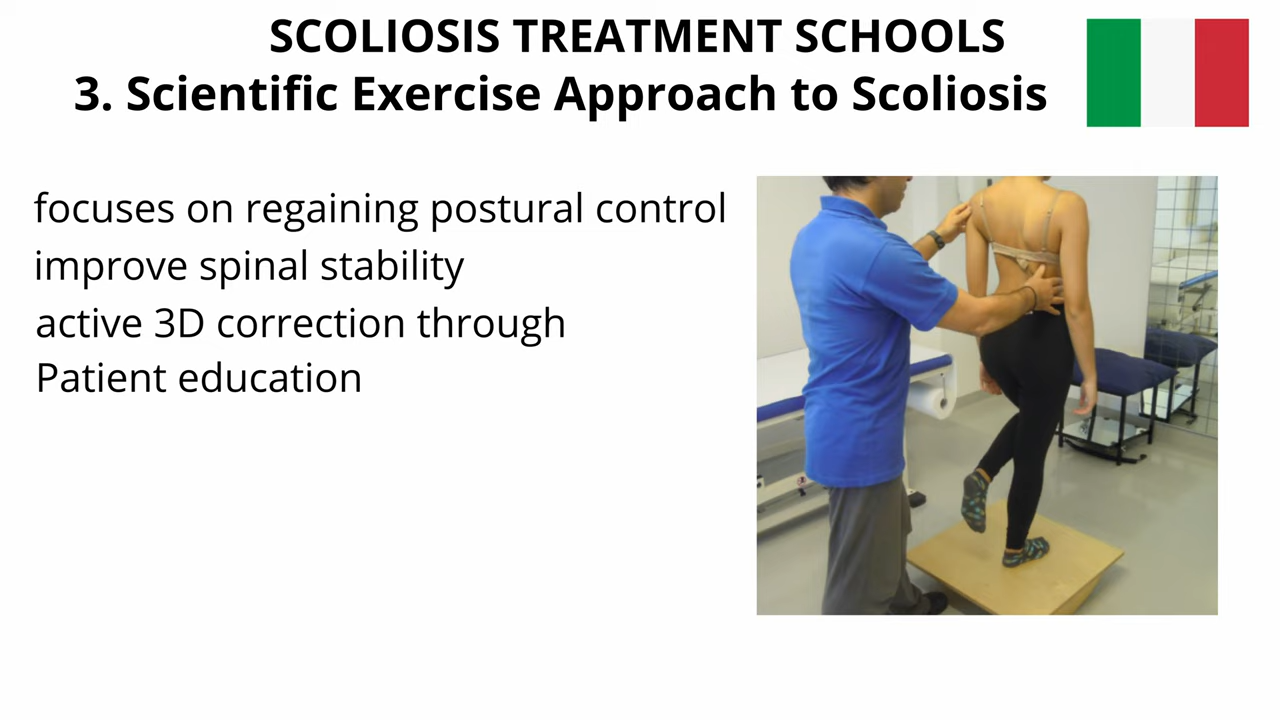 SCOLIOSIS TREATMENT SCHOOLS
3. Scientific Exercise Approach to Scoliosis
focuses on regaining postural control
improve spinal stability
active 3D correction through
Patient education